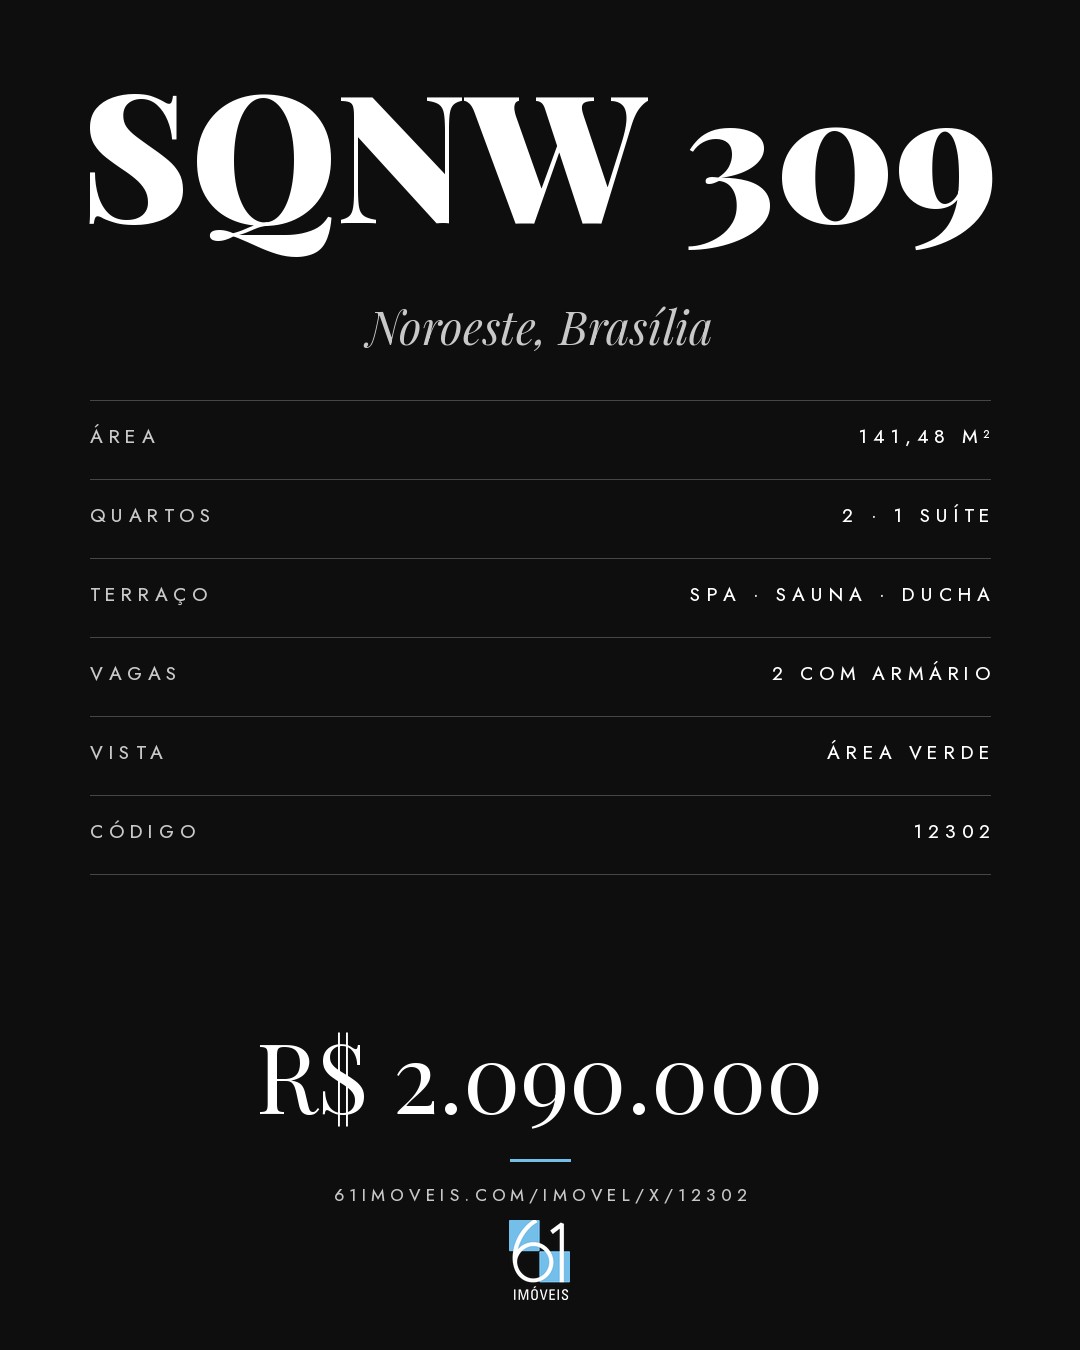 SQNW 309
Noroeste, Brasília
ÁREA 141,48 M²
QUARTOS 2 · 1 SUÍTE
TERRAÇO SPA · SAUNA · DUCHA
VAGAS 2 COM ARMÁRIO
VISTA ÁREA VERDE
CÓDIGO 12302
R$ 2.090.000
61IMOVEIS.COM/IMOVEL/X/12302
61
IMÓVEIS